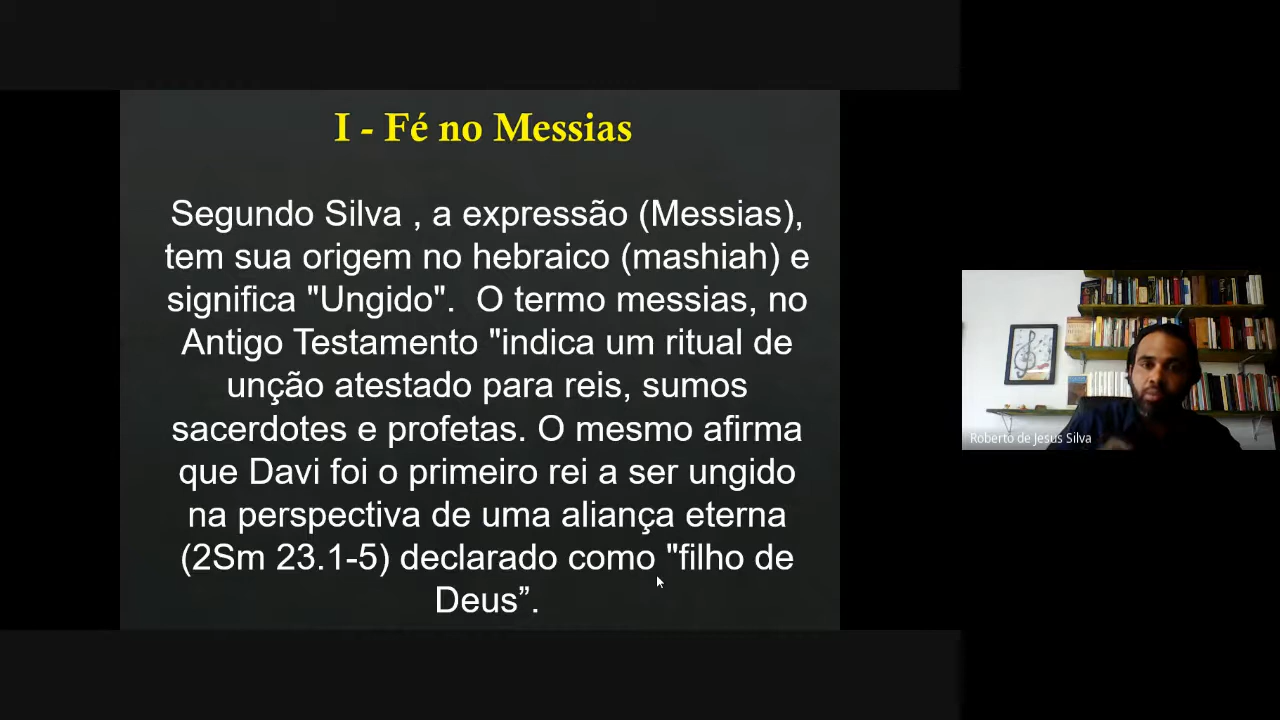 I - Fé no Messias
Segundo Silva , a expressão (Messias),
tem sua origem no hebraico (mashiah) e
significa "Ungido".  O termo messias, no
Antigo Testamento "indica um ritual de
unção atestado para reis, sumos
sacerdotes e profetas. O mesmo afirma
que Davi foi o primeiro rei a ser ungido
na perspectiva de uma aliança eterna
(2Sm 23.1-5) declarado como "filho de
Deus”.
Roberto de Jesus Silva